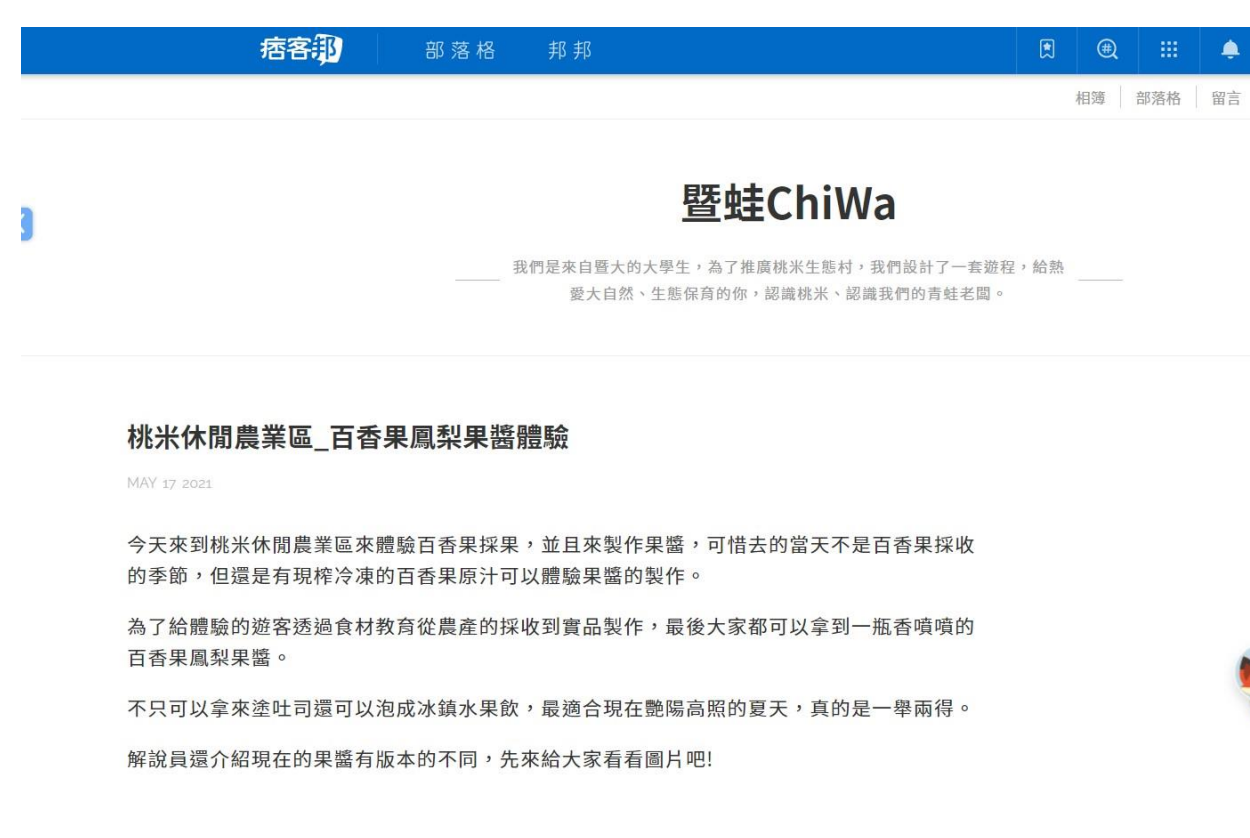 痞客邦
部落格
邦邦
相簿
部落格
留言
暨蛙ChiWa
我們是來自暨大的大學生，為了推廣桃米生態村，我們設計了一套遊程，給熱
愛大自然、生態保育的你，認識桃米、認識我們的青蛙老闆。
桃米休閒農業區_百香果鳳梨果醬體驗
MAY 17 2021
今天來到桃米休閒農業區來體驗百香果採果，並且來製作果醬，可惜去的當天不是百香果採收
的季節，但還是有現榨冷凍的百香果原汁可以體驗果醬的製作。
為了給體驗的遊客透過食材教育從農產的採收到實品製作，最後大家都可以拿到一瓶香噴噴的
百香果鳳梨果醬。
不只可以拿來塗吐司還可以泡成冰鎮水果飲，最適合現在艷陽高照的夏天，真的是一舉兩得。
解說員還介紹現在的果醬有版本的不同，先來給大家看看圖片吧!